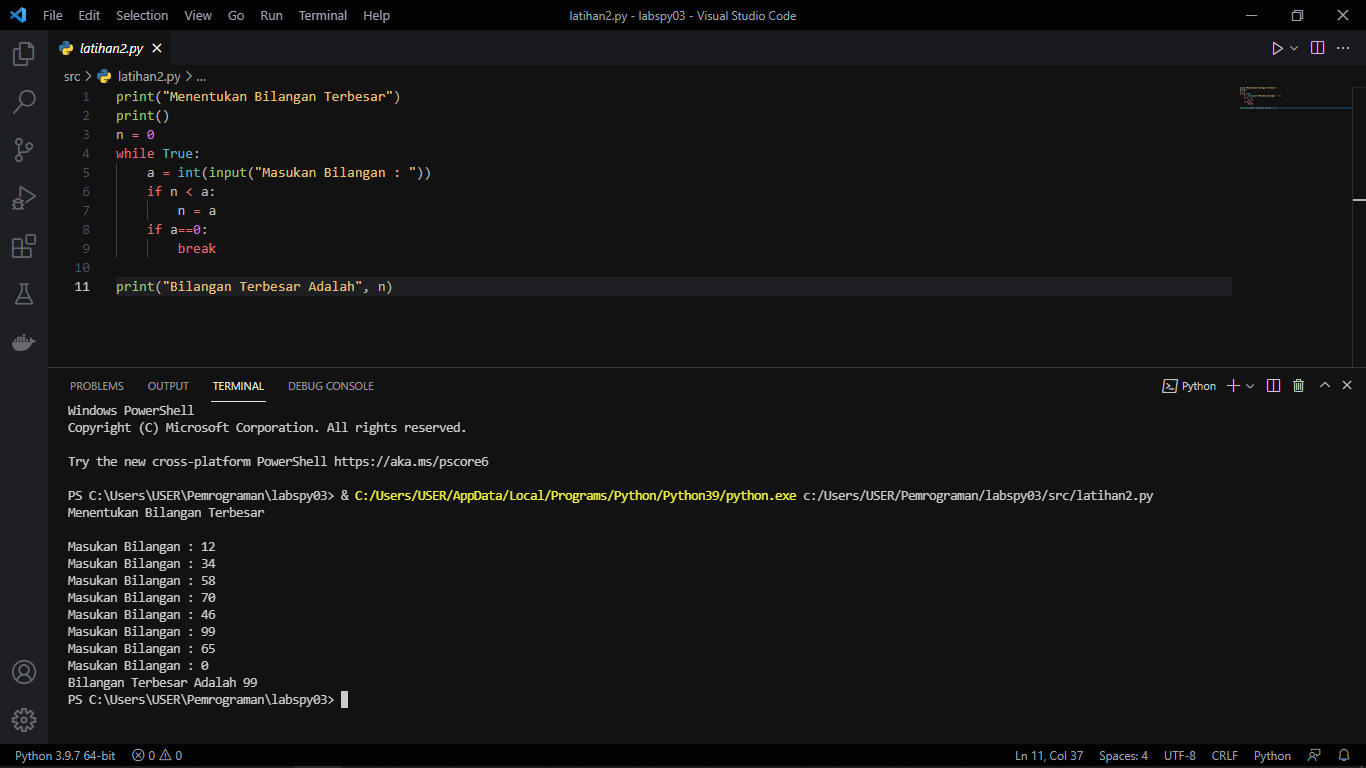 File Edit Selection View Go Run Terminal Help latihan2.py - labspy03 - Visual Studio Code
latihan2.py
src > latihan2.py > ...
1 print("Menentukan Bilangan Terbesar")
2 print()
3 n = 0
4 while True:
5     a = int(input("Masukan Bilangan : "))
6     if n < a:
7         n = a
8     if a==0:
9         break
10
11 print("Bilangan Terbesar Adalah", n)
PROBLEMS OUTPUT TERMINAL DEBUG CONSOLE Python
Windows PowerShell
Copyright (C) Microsoft Corporation. All rights reserved.
Try the new cross-platform PowerShell https://aka.ms/pscore6
PS C:\Users\USER\Pemrograman\labspy03> & C:/Users/USER/AppData/Local/Programs/Python/Python39/python.exe c:/Users/USER/Pemrograman/labspy03/src/latihan2.py
Menentukan Bilangan Terbesar
Masukan Bilangan : 12
Masukan Bilangan : 34
Masukan Bilangan : 58
Masukan Bilangan : 70
Masukan Bilangan : 46
Masukan Bilangan : 99
Masukan Bilangan : 65
Masukan Bilangan : 0
Bilangan Terbesar Adalah 99
PS C:\Users\USER\Pemrograman\labspy03>
Python 3.9.7 64-bit 0 0 Ln 11, Col 37 Spaces: 4 UTF-8 CRLF Python